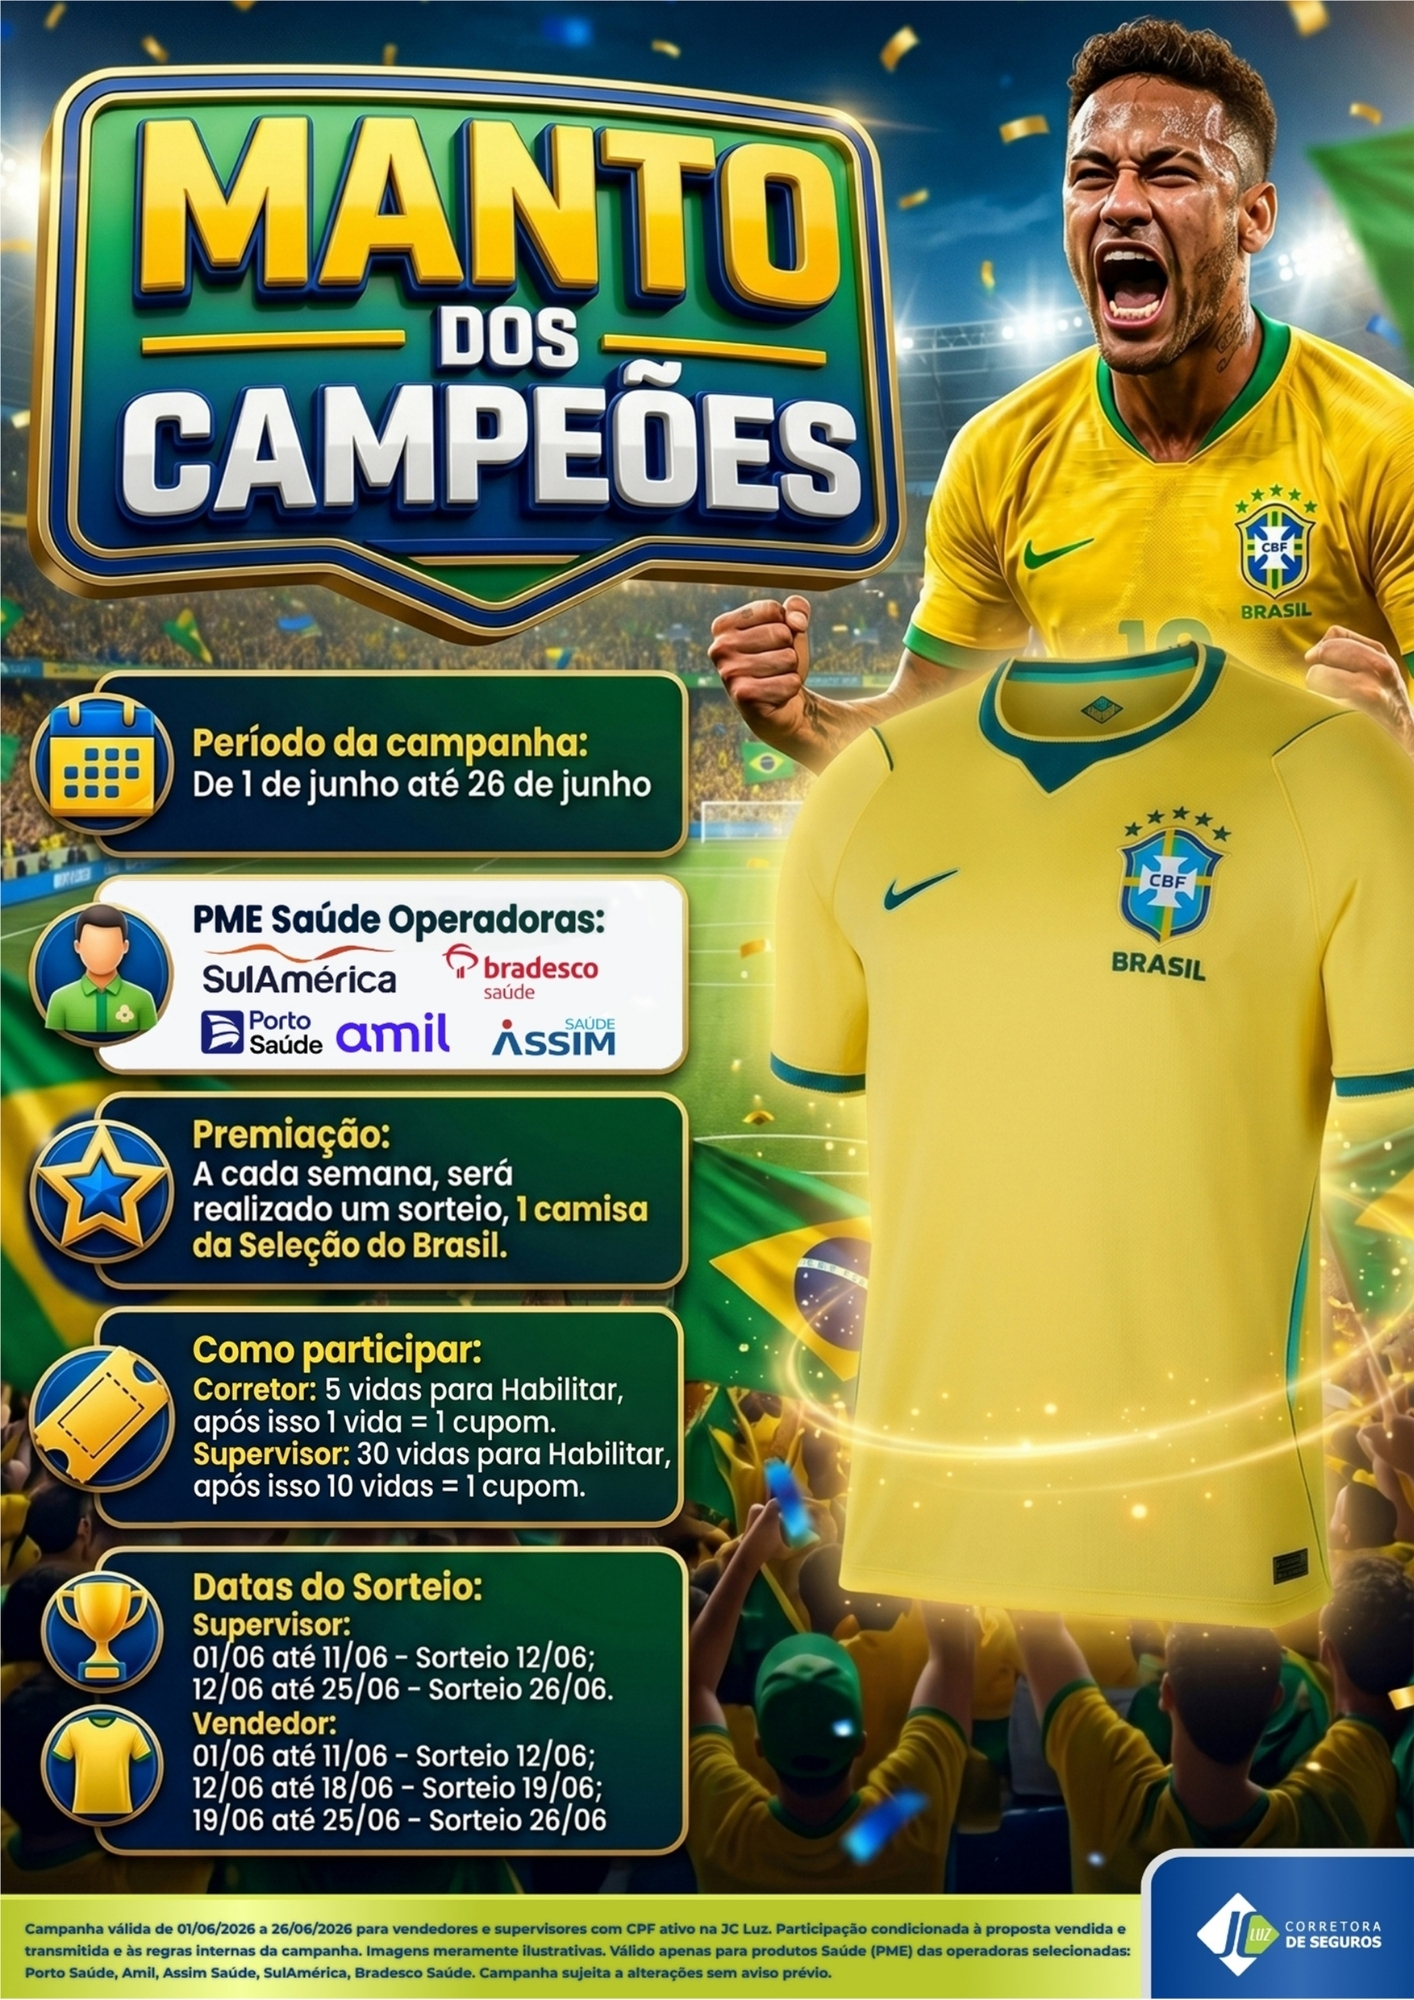 MANTO
DOS
CAMPEÕES
CBF
BRASIL
Período da campanha:
De 1 de junho até 26 de junho
CBF
BRASIL
PME Saúde Operadoras:
SulAmérica
bradesco
saúde
Porto
Saúde
amil
SAÚDE
ASSIM
Premiação:
A cada semana, será
realizado um sorteio, 1 camisa
da Seleção do Brasil.
Como participar:
Corretor: 5 vidas para Habilitar,
após isso 1 vida = 1 cupom.
Supervisor: 30 vidas para Habilitar,
após isso 10 vidas = 1 cupom.
Datas do Sorteio:
Supervisor:
01/06 até 11/06 - Sorteio 12/06;
12/06 até 25/06 - Sorteio 26/06.
Vendedor:
01/06 até 11/06 - Sorteio 12/06;
12/06 até 18/06 - Sorteio 19/06;
19/06 até 25/06 - Sorteio 26/06
Campanha válida de 01/06/2026 a 26/06/2026 para vendedores e supervisores com CPF ativo na JC Luz. Participação condicionada à proposta vendida e
transmitida e às regras internas da campanha. Imagens meramente ilustrativas. Válido apenas para produtos Saúde (PME) das operadoras selecionadas:
Porto Saúde, Amil, Assim Saúde, SulAmérica, Bradesco Saúde. Campanha sujeita a alterações sem aviso prévio.
JC LUZ
CORRETORA
DE SEGUROS